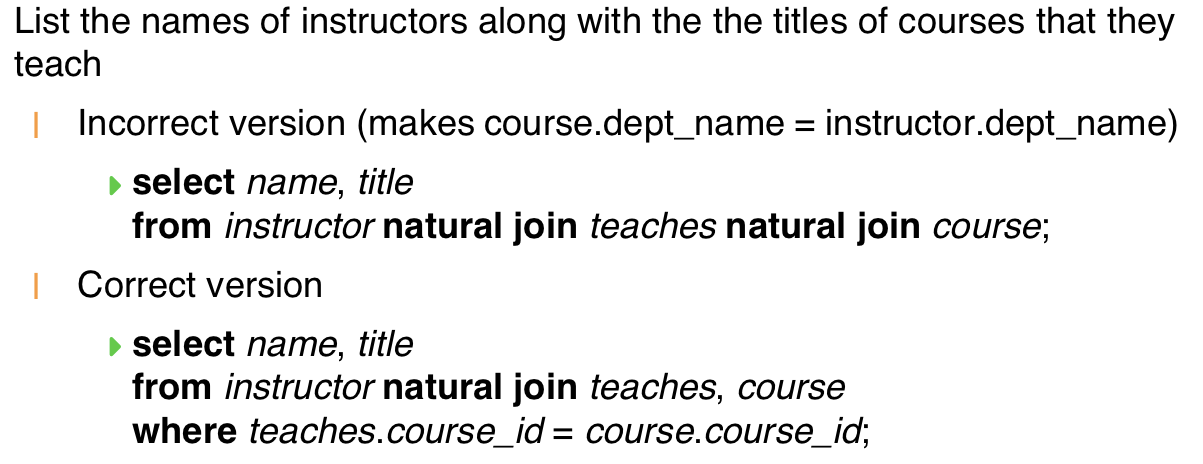 List the names of instructors along with the the titles of courses that they
teach
Incorrect version (makes course.dept_name = instructor.dept_name)
select name, title
from instructor natural join teaches natural join course;
Correct version
select name, title
from instructor natural join teaches, course
where teaches.course_id = course.course_id;